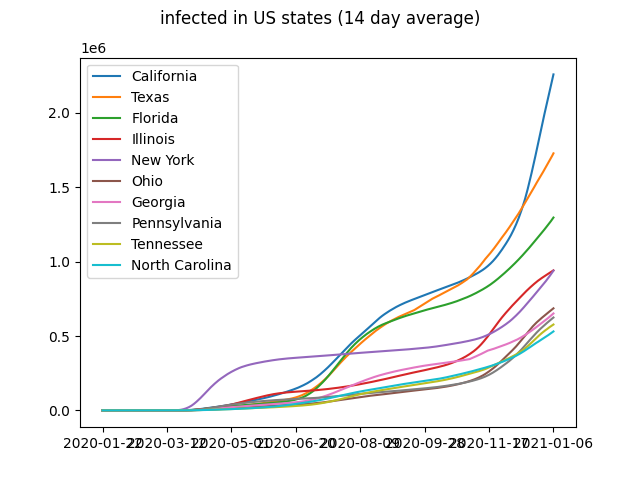 infected in US states (14 day average)
1e6
California
Texas
Florida
Illinois
New York
Ohio
Georgia
Pennsylvania
Tennessee
North Carolina
2.0
1.5
1.0
0.5
0.0
2020-01-22 2020-03-12 2020-05-01 2020-06-20 2020-08-09 2020-09-28 2020-11-17 2021-01-06